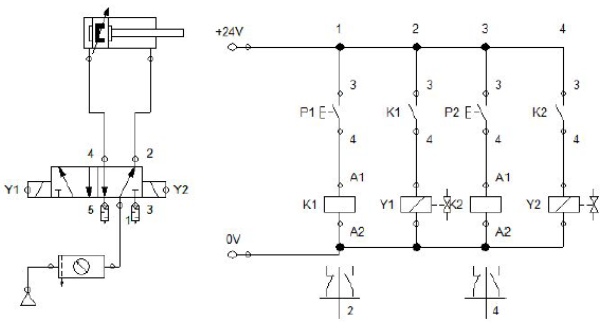 1 2 3 4
+24V
3 3 3 3
P1 K1 P2 K2
4 4 4 4
4 2
A1 A1
Y1 Y2
K1 Y1 K2 Y2
5 1 3
A2 A2
0V
2 4